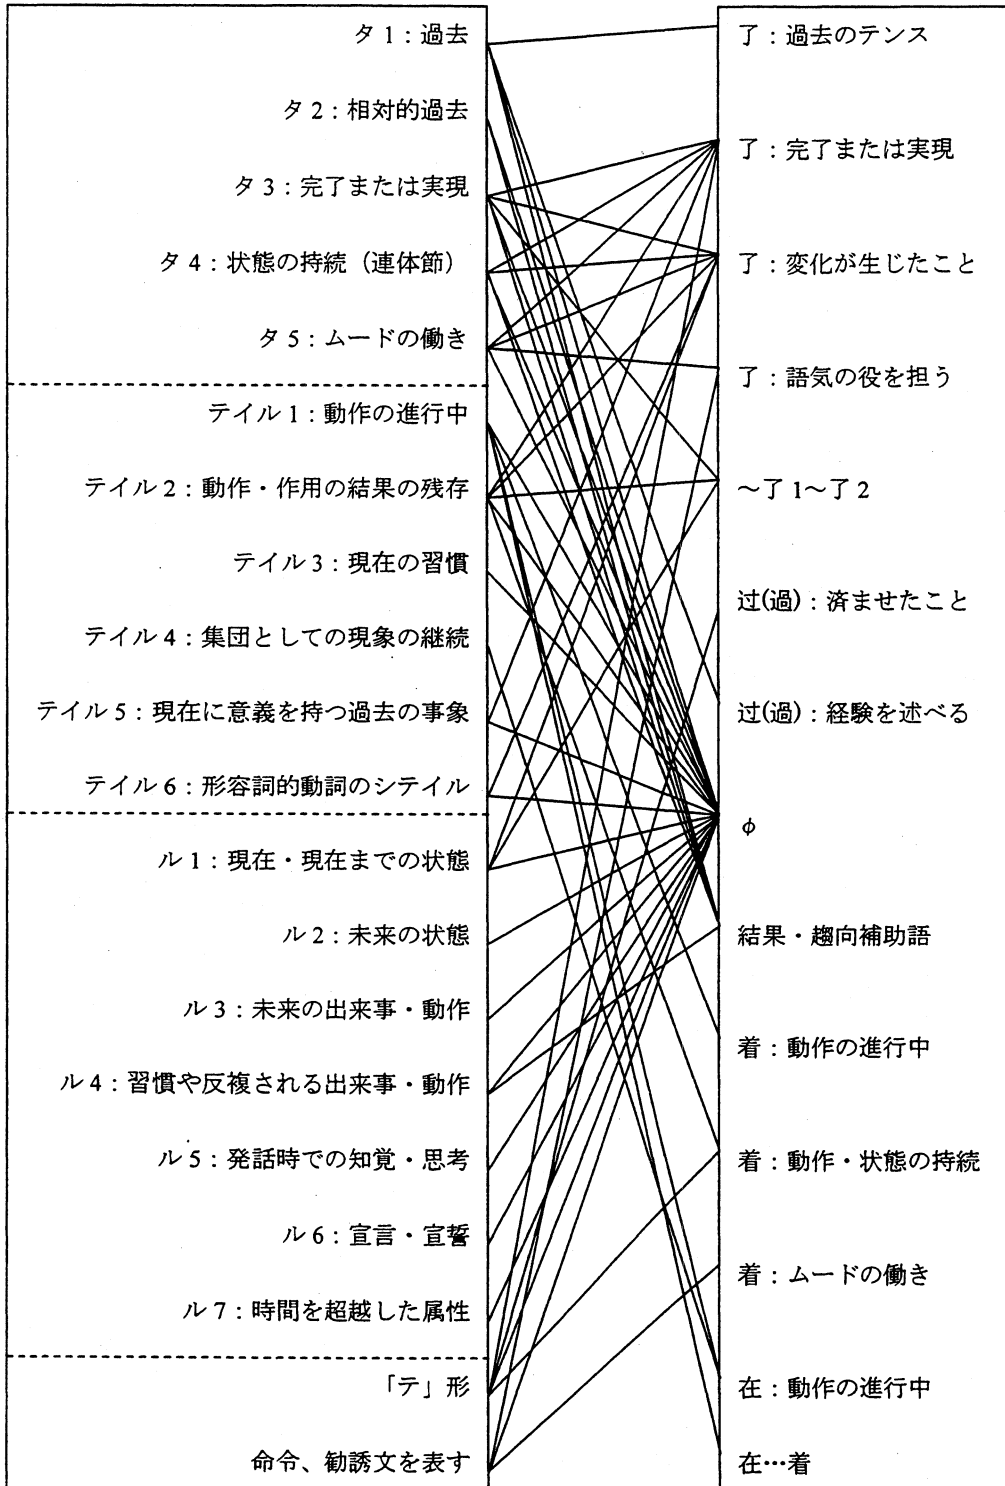 タ 1：過去
タ 2：相対的過去
タ 3：完了または実現
タ 4：状態の持続（連体節）
タ 5：ムードの働き
テイル 1：動作の進行中
テイル 2：動作・作用の結果の残存
テイル 3：現在の習慣
テイル 4：集団としての現象の継続
テイル 5：現在に意義を持つ過去の事象
テイル 6：形容詞的動詞のシテイル
ル 1：現在・現在までの状態
ル 2：未来の状態
ル 3：未来の出来事・動作
ル 4：習慣や反複される出来事・動作
ル 5：発話時での知覚・思考
ル 6：宣言・宣誓
ル 7：時間を超越した属性
「テ」形
命令、勧誘文を表す
了：過去のテンス
了：完了または実現
了：変化が生じたこと
了：語気の役を担う
～了 1～了 2
过(過)：済ませたこと
过(過)：経験を述べる
φ
結果・趨向補助語
着：動作の進行中
着：動作・状態の持続
着：ムードの働き
在：動作の進行中
在…着